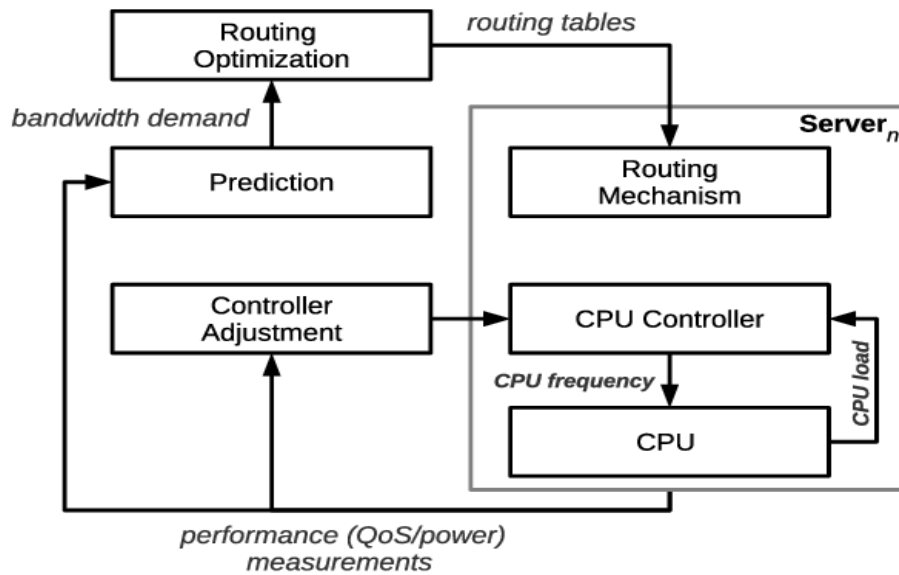 Routing
Optimization
routing tables
bandwidth demand
Server n
Prediction
Routing
Mechanism
Controller
Adjustment
CPU Controller
CPU frequency
CPU load
CPU
performance (QoS/power)
measurements